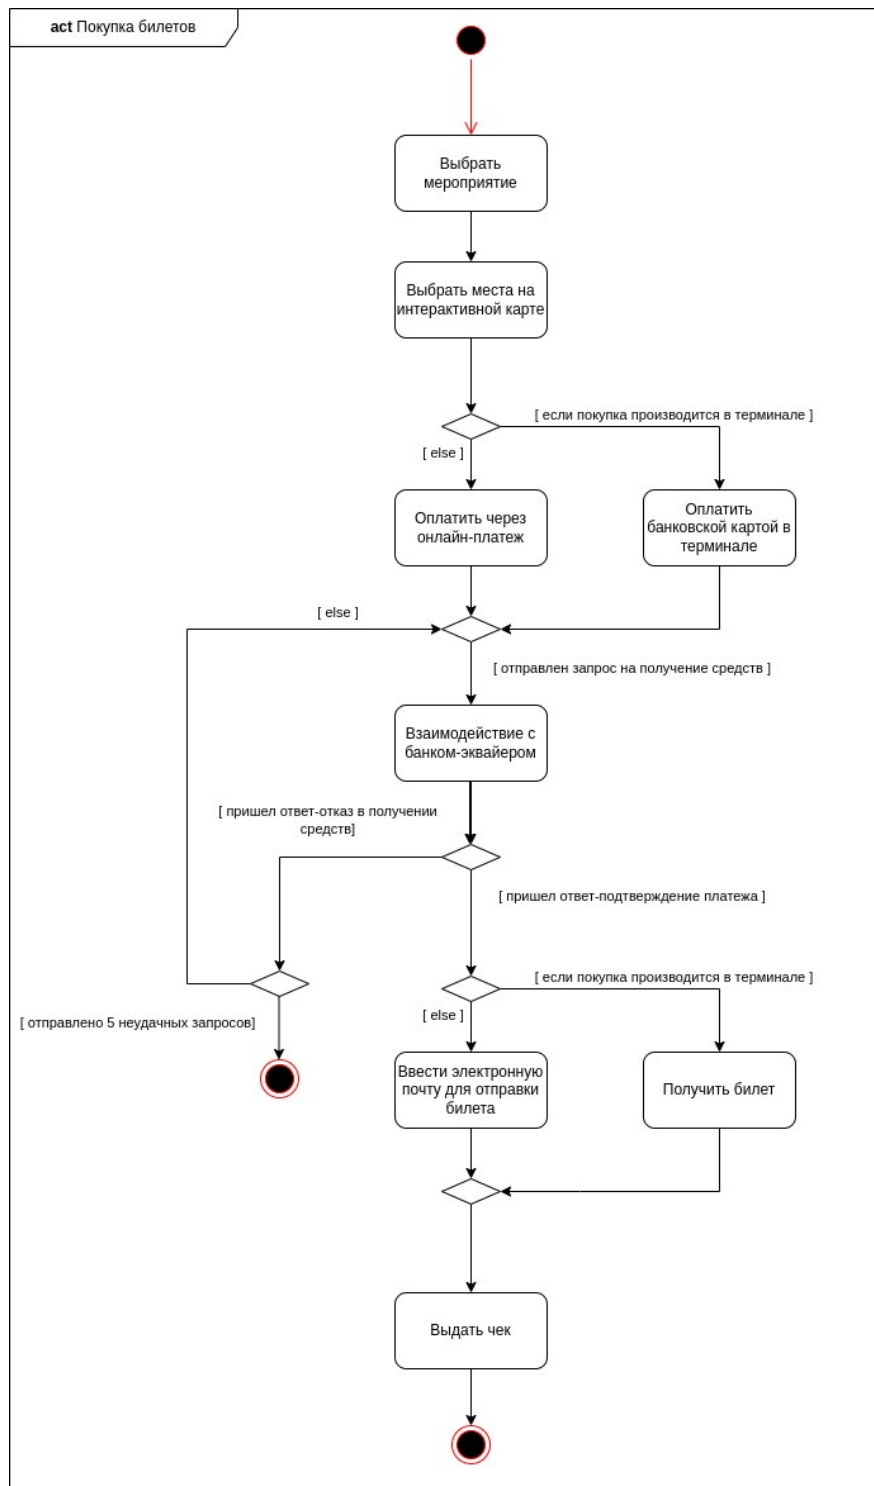 act Покупка билетов
Выбрать
мероприятие
Выбрать места на
интерактивной карте
[ если покупка производится в терминале ]
[ else ]
Оплатить через
онлайн-платеж
Оплатить
банковской картой в
терминале
[ else ]
[ отправлен запрос на получение средств ]
Взаимодействие с
банком-эквайером
[ пришел ответ-отказ в получении
средств]
[ пришел ответ-подтверждение платежа ]
[ если покупка производится в терминале ]
[ else ]
[ отправлено 5 неудачных запросов]
Ввести электронную
почту для отправки
билета
Получить билет
Выдать чек